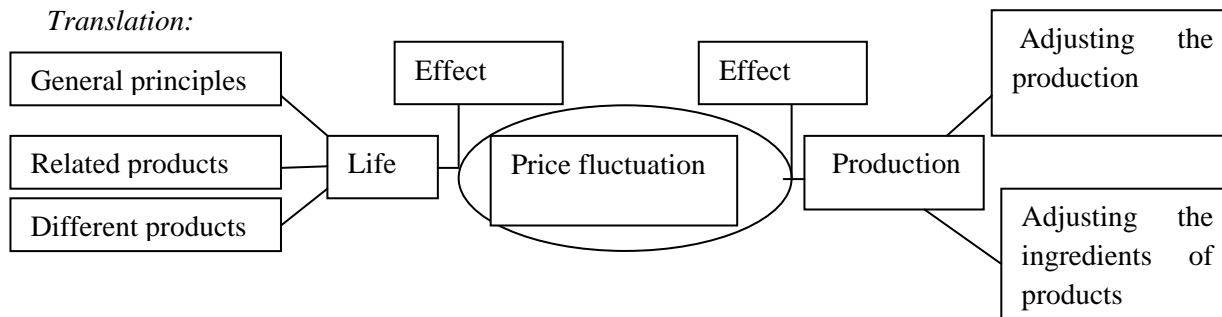 Translation:
General principles
Related products
Different products
Life
Effect
Price fluctuation
Effect
Production
Adjusting the
production
Adjusting the
ingredients of
products